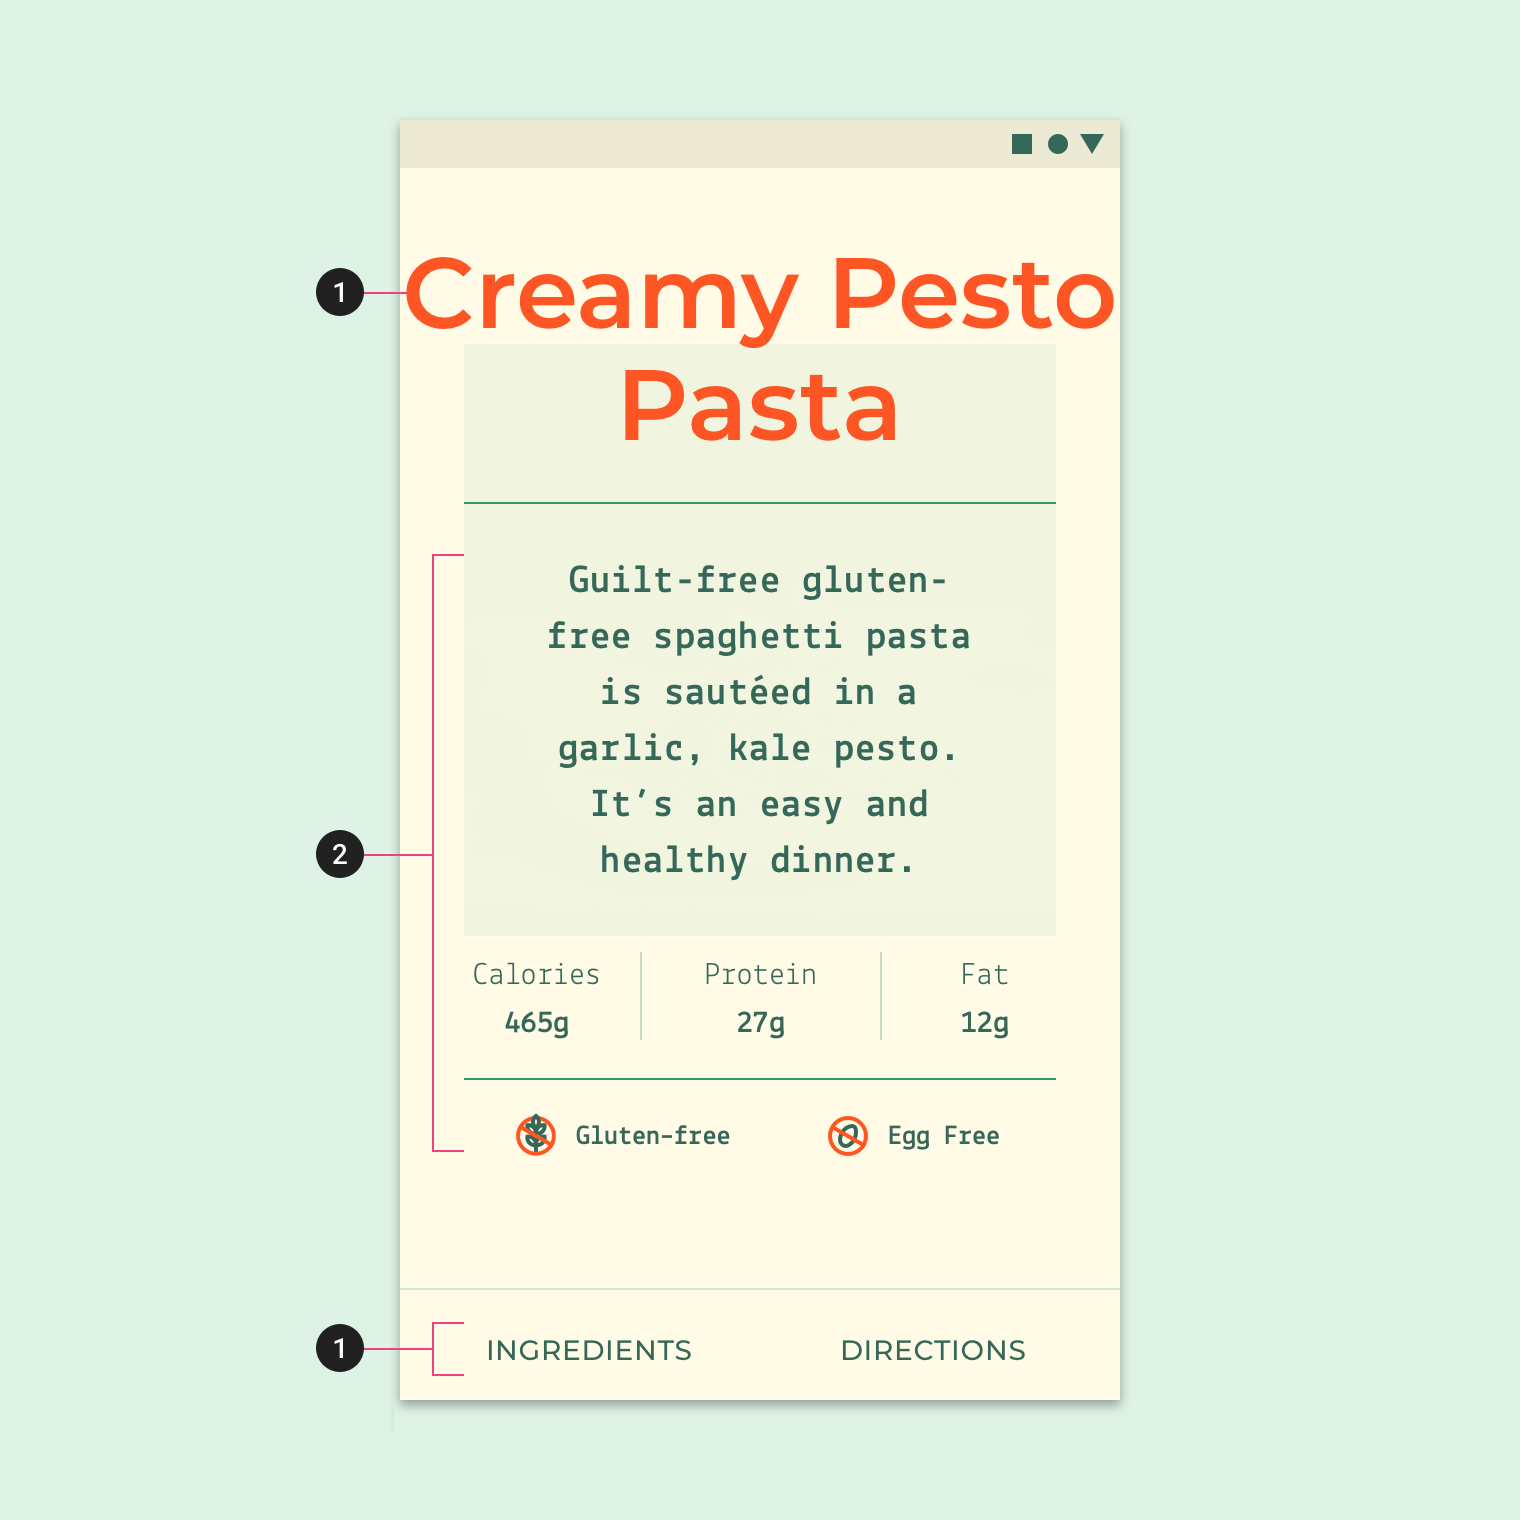 1
Creamy Pesto
Pasta
Guilt-free gluten-
free spaghetti pasta
is sautéed in a
garlic, kale pesto.
It’s an easy and
healthy dinner.
2
Calories Protein Fat
465g 27g 12g
Gluten-free Egg Free
1
INGREDIENTS DIRECTIONS